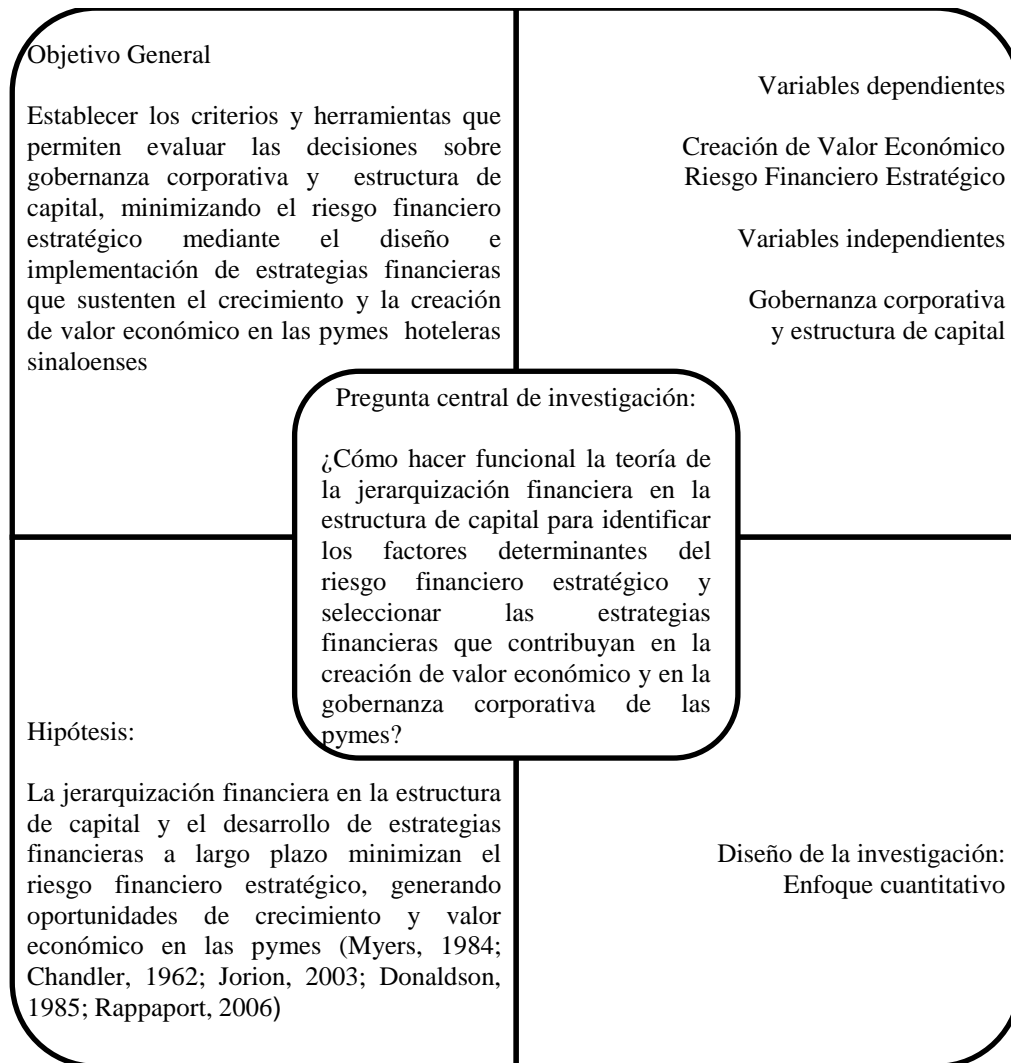 Objetivo General
Establecer los criterios y herramientas que
permiten evaluar las decisiones sobre
gobernanza corporativa y estructura de
capital, minimizando el riesgo financiero
estratégico mediante el diseño e
implementación de estrategias financieras
que sustenten el crecimiento y la creación
de valor económico en las pymes hoteleras
sinaloenses
Variables dependientes
Creación de Valor Económico
Riesgo Financiero Estratégico
Variables independientes
Gobernanza corporativa
y estructura de capital
Pregunta central de investigación:
¿Cómo hacer funcional la teoría de
la jerarquización financiera en la
estructura de capital para identificar
los factores determinantes del
riesgo financiero estratégico y
seleccionar las estrategias
financieras que contribuyan en la
creación de valor económico y en la
gobernanza corporativa de las
pymes?
Hipótesis:
La jerarquización financiera en la estructura
de capital y el desarrollo de estrategias
financieras a largo plazo minimizan el
riesgo financiero estratégico, generando
oportunidades de crecimiento y valor
económico en las pymes (Myers, 1984;
Chandler, 1962; Jorion, 2003; Donaldson,
1985; Rappaport, 2006)
Diseño de la investigación:
Enfoque cuantitativo